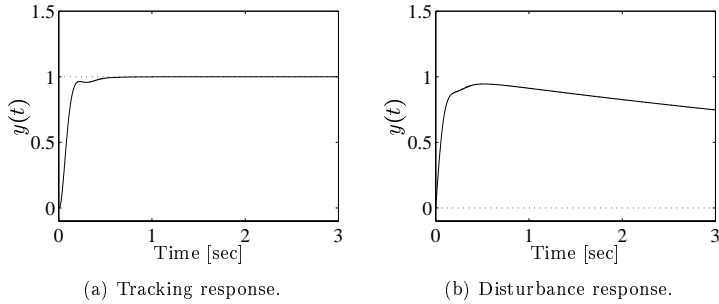 1.5
1
0.5
0
y(t)
0 1 2 3
Time [sec]
(a) Tracking response.
1.5
1
0.5
0
y(t)
0 1 2 3
Time [sec]
(b) Disturbance response.